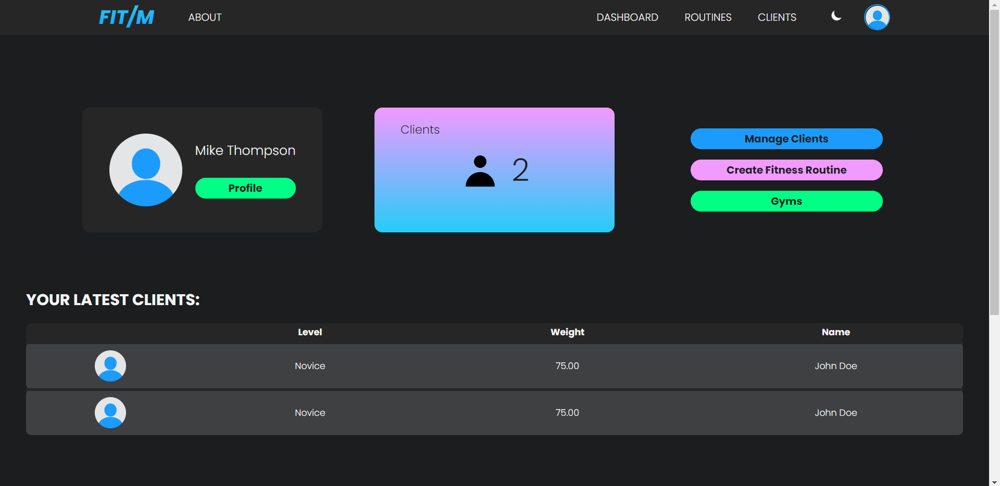 FIT/M
ABOUT
DASHBOARD
ROUTINES
CLIENTS
Mike Thompson
Profile
Clients
2
Manage Clients
Create Fitness Routine
Gyms
YOUR LATEST CLIENTS:
Level Weight Name
Novice 75.00 John Doe
Novice 75.00 John Doe